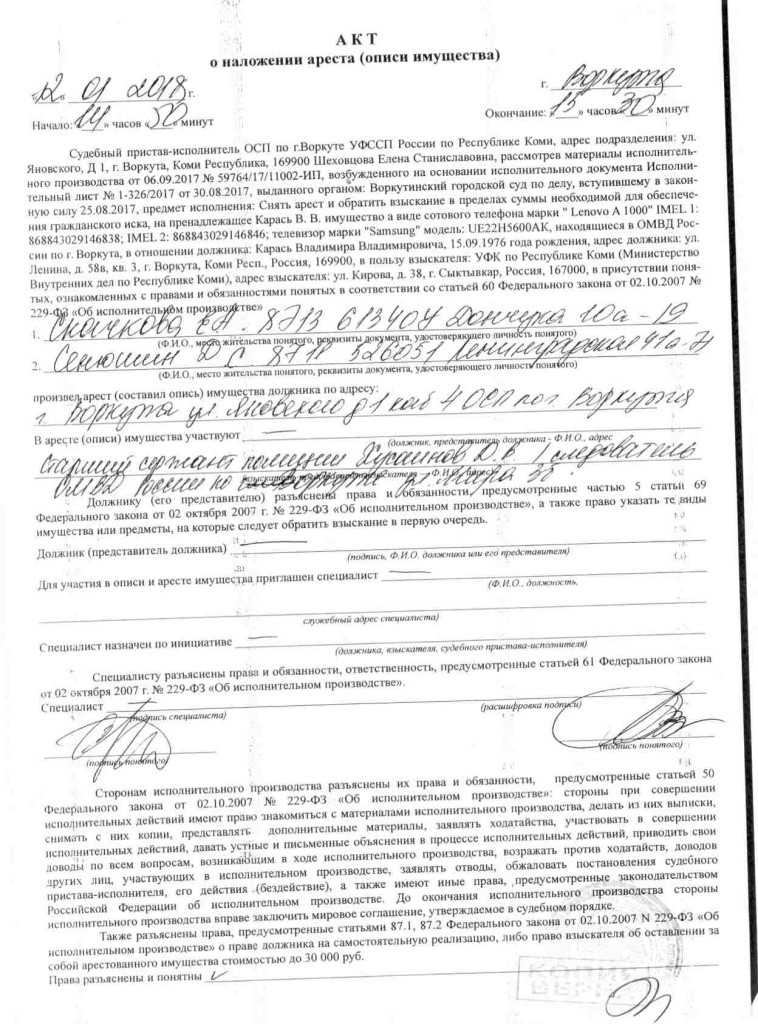 А К Т
о наложении ареста (описи имущества)
«12» 01 2018 г. г. Воркута
Начало: «14» часов «50» минут Окончание: «15» часов «30» минут
Судебный пристав-исполнитель ОСП по г.Воркуте УФССП России по Республике Коми, адрес подразделения: ул.
Яновского, Д 1, г. Воркута, Коми Республика, 169900 Шеховцова Елена Станиславовна, рассмотрев материалы исполнитель-
ного производства от 06.09.2017 № 59764/17/11002-ИП, возбужденного на основании исполнительного документа Исполни-
тельный лист № 1-326/2017 от 30.08.2017, выданного органом: Воркутинский городской суд по делу, вступившему в закон-
ную силу 25.08.2017, предмет исполнения: Снять арест и обратить взыскание в пределах суммы необходимой для обеспече-
ния гражданского иска, на пренадлежащее Карась В. В. имущество а виде сотового телефона марки " Lenovo A 1000" IMEL 1:
868843029146838; IMEL 2: 868843029146846; телевизор марки "Samsung" модель: UE22H5600AK, находящиеся в ОМВД Рос-
сии по г. Воркута, в отношении должника: Карась Владимира Владимировича, 15.09.1976 года рождения, адрес должника: ул.
Ленина, д. 58в, кв. 3, г. Воркута, Коми Респ., Россия, 169900, в пользу взыскателя: УФК по Республике Коми (Министерство
Внутренних дел по Республике Коми), адрес взыскателя: ул. Кирова, д. 38, г. Сыктывкар, Россия, 167000, в присутствии поня-
тых, ознакомленных с правами и обязанностями понятых в соответствии со статьей 60 Федерального закона от 02.10.2007 №
229-ФЗ «Об исполнительном производстве»
1. Скачкова Е.А. 8713 613404 Дончука 10а-19
(Ф.И.О., место жительства понятого, реквизиты документа, удостоверяющего личность понятого)
2. Сенюшин Д С 8711 326051 Ленинградская 41а-
(Ф.И.О., место жительства понятого, реквизиты документа, удостоверяющего личность понятого)
произвел арест (составил опись) имущества должника по адресу:
г. Воркута ул. Яновского д 1 каб 4 ОСП по г. Воркута
В аресте (описи) имущества участвуют
(должник, представитель должника - Ф.И.О., адрес
старший сержант полиции Д.В. следователь
ОМВД России по Воркуте ул. Мира 3б
Должнику (его представителю) разъяснены права и обязанности, предусмотренные частью 5 статьи 69
Федерального закона от 02 октября 2007 г. № 229-ФЗ «Об исполнительном производстве», а также право указать те виды
имущества или предметы, на которые следует обратить взыскание в первую очередь.
Должник (представитель должника)
(подпись, Ф.И.О. должника или его представителя)
Для участия в описи и аресте имущества приглашен специалист
(Ф.И.О., должность,
служебный адрес специалиста)
Специалист назначен по инициативе
(должника, взыскателя, судебного пристава-исполнителя)
Специалисту разъяснены права и обязанности, ответственность, предусмотренные статьей 61 Федерального закона
от 02 октября 2007 г. № 229-ФЗ «Об исполнительном производстве».
Специалист
(подпись специалиста) (расшифровка подписи)
(подпись понятого) (подпись понятого)
Сторонам исполнительного производства разъяснены их права и обязанности, предусмотренные статьей 50
Федерального закона от 02.10.2007 № 229-ФЗ «Об исполнительном производстве»: стороны при совершении
исполнительных действий имеют право знакомиться с материалами исполнительного производства, делать из них выписки,
снимать с них копии, представлять дополнительные материалы, заявлять ходатайства, участвовать в совершении
исполнительных действий, давать устные и письменные объяснения в процессе исполнительных действий, приводить свои
доводы по всем вопросам, возникающим в ходе исполнительного производства, возражать против ходатайств, доводов
других лиц, участвующих в исполнительном производстве, заявлять отводы, обжаловать постановления судебного
пристава-исполнителя, его действия (бездействие), а также имеют иные права, предусмотренные законодательством
Российской Федерации об исполнительном производстве. До окончания исполнительного производства стороны
исполнительного производства вправе заключить мировое соглашение, утверждаемое в судебном порядке.
Также разъяснены права, предусмотренные статьями 87.1, 87.2 Федерального закона от 02.10.2007 N 229-ФЗ «Об
исполнительном производстве» о праве должника на самостоятельную реализацию, либо право взыскателя об оставлении за
собой арестованного имущества стоимостью до 30 000 руб.
Права разъяснены и понятны
КОПИЯ
ВЕРНА